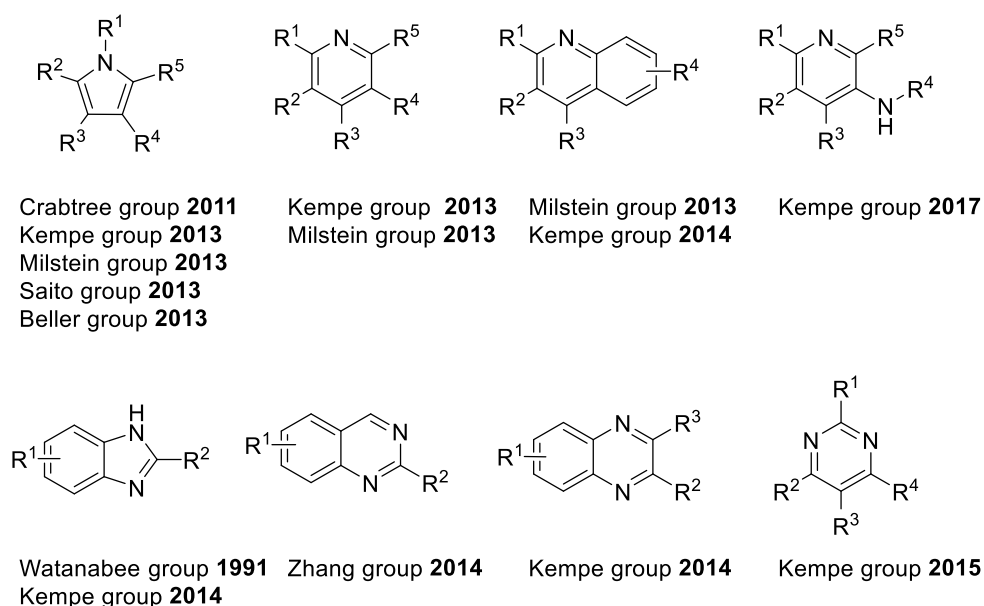 R¹ N R² R⁵ R³ R⁴
R¹ N R⁵ R² R⁴ R³
R¹ N R² R⁴ R³
R¹ N R⁵ R² R⁴ N H R³
Crabtree group 2011
Kempe group 2013
Milstein group 2013
Saito group 2013
Beller group 2013
Kempe group 2013
Milstein group 2013
Milstein group 2013
Kempe group 2014
Kempe group 2017
H N R¹ R² N
R¹ N N R²
R¹ N R³ N R²
R¹ N N R² R⁴ R³
Watanabee group 1991
Kempe group 2014
Zhang group 2014
Kempe group 2014
Kempe group 2015